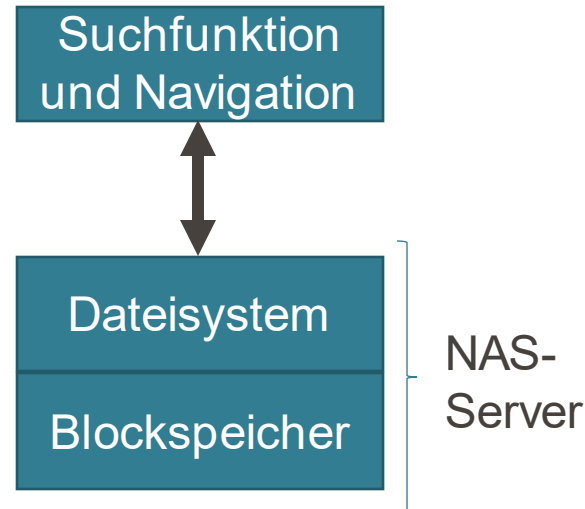 Suchfunktion
und Navigation
Dateisystem
Blockspeicher
NAS-
Server